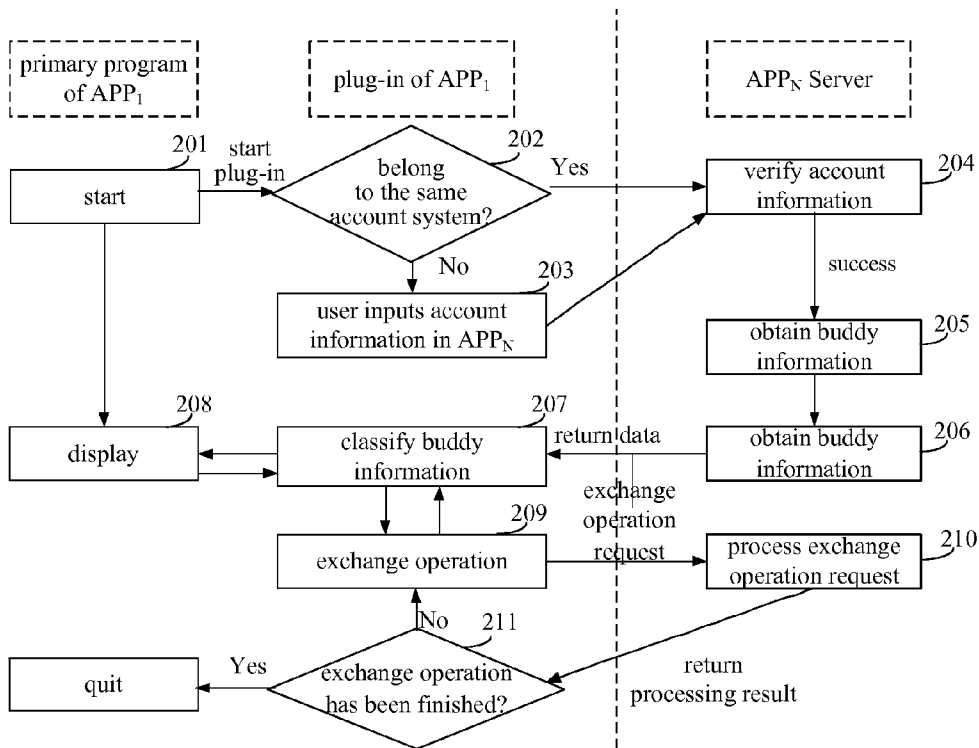 primary program
of APP1
plug-in of APP1
APPN Server
201
start
start
plug-in
202
belong
to the same
account system?
Yes
No
203
user inputs account
information in APPN
204
verify account
information
success
205
obtain buddy
information
206
obtain buddy
information
return data
207
classify buddy
information
208
display
exchange
operation
request
209
exchange operation
210
process exchange
operation request
return
processing result
211
exchange operation
has been finished?
No
Yes
quit